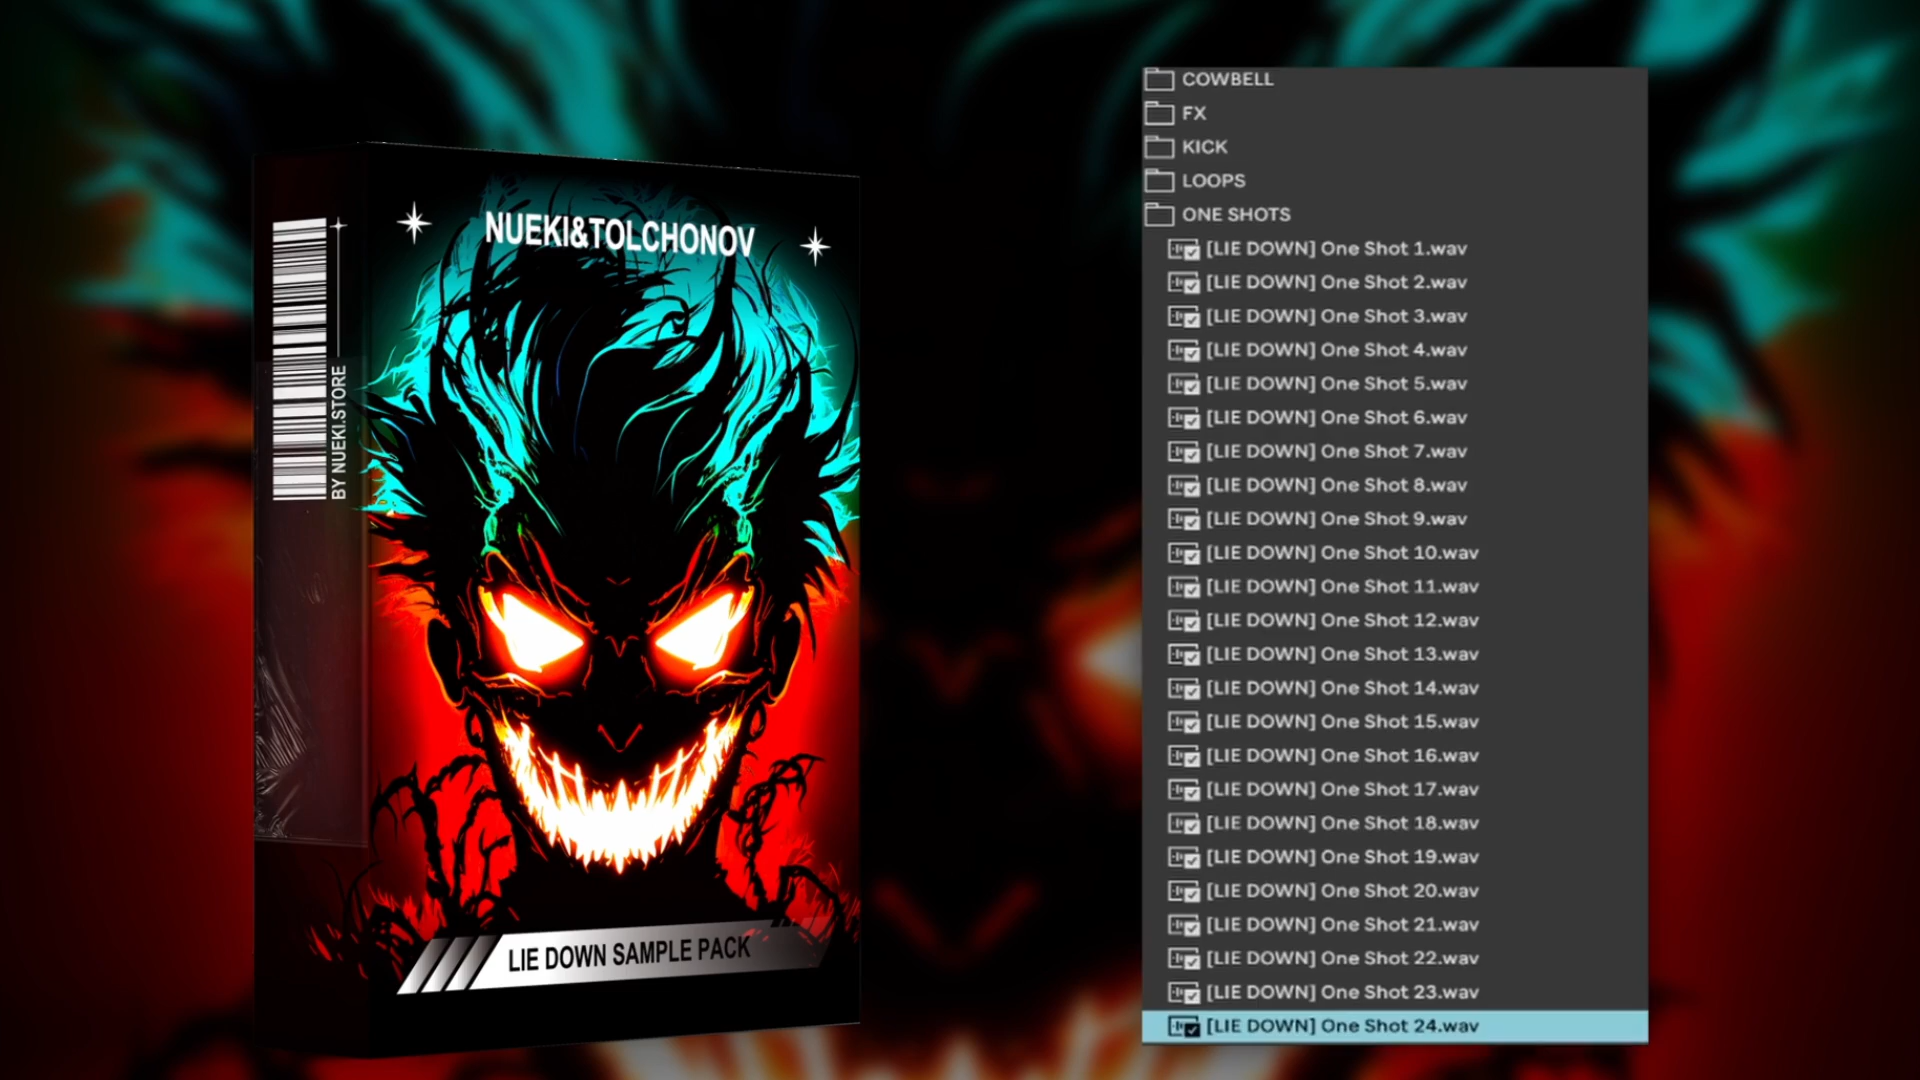 NUEKI&TOLCHONOV
BY NUEKI.STORE
LIE DOWN SAMPLE PACK
COWBELL
FX
KICK
LOOPS
ONE SHOTS
[LIE DOWN] One Shot 1.wav
[LIE DOWN] One Shot 2.wav
[LIE DOWN] One Shot 3.wav
[LIE DOWN] One Shot 4.wav
[LIE DOWN] One Shot 5.wav
[LIE DOWN] One Shot 6.wav
[LIE DOWN] One Shot 7.wav
[LIE DOWN] One Shot 8.wav
[LIE DOWN] One Shot 9.wav
[LIE DOWN] One Shot 10.wav
[LIE DOWN] One Shot 11.wav
[LIE DOWN] One Shot 12.wav
[LIE DOWN] One Shot 13.wav
[LIE DOWN] One Shot 14.wav
[LIE DOWN] One Shot 15.wav
[LIE DOWN] One Shot 16.wav
[LIE DOWN] One Shot 17.wav
[LIE DOWN] One Shot 18.wav
[LIE DOWN] One Shot 19.wav
[LIE DOWN] One Shot 20.wav
[LIE DOWN] One Shot 21.wav
[LIE DOWN] One Shot 22.wav
[LIE DOWN] One Shot 23.wav
[LIE DOWN] One Shot 24.wav